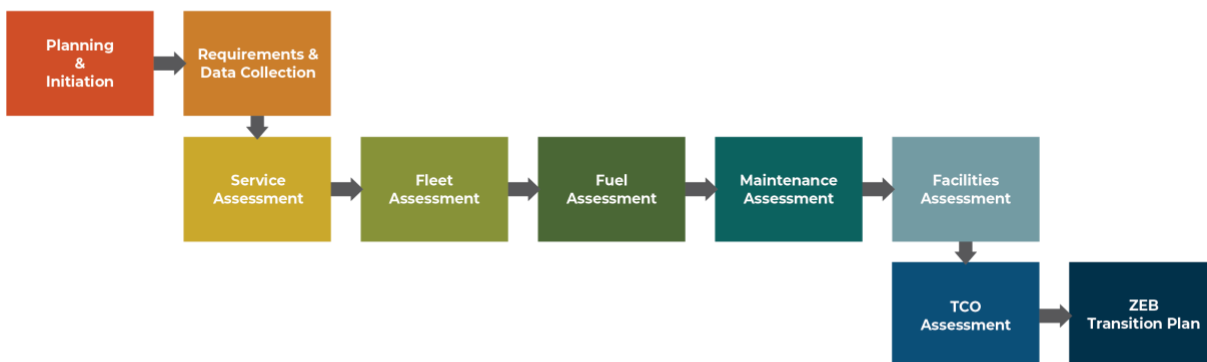 Planning
&
Initiation
Requirements &
Data Collection
Service
Assessment
Fleet
Assessment
Fuel
Assessment
Maintenance
Assessment
Facilities
Assessment
TCO
Assessment
ZEB
Transition Plan